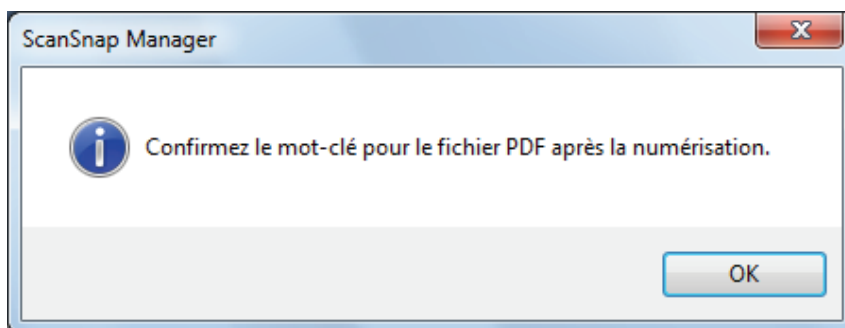 ScanSnap Manager
Confirmez le mot-clé pour le fichier PDF après la numérisation.
OK